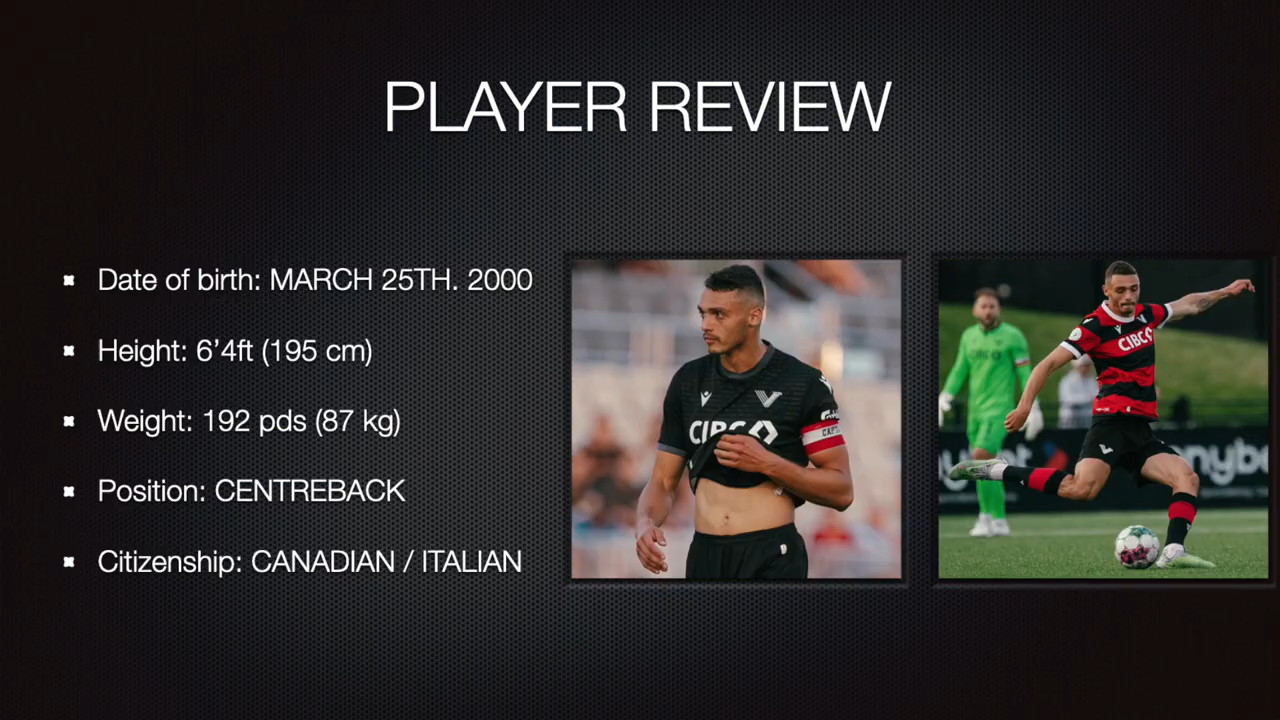 PLAYER REVIEW
Date of birth: MARCH 25TH. 2000
Height: 6’4ft (195 cm)
Weight: 192 pds (87 kg)
Position: CENTREBACK
Citizenship: CANADIAN / ITALIAN
CIBC
CIBC